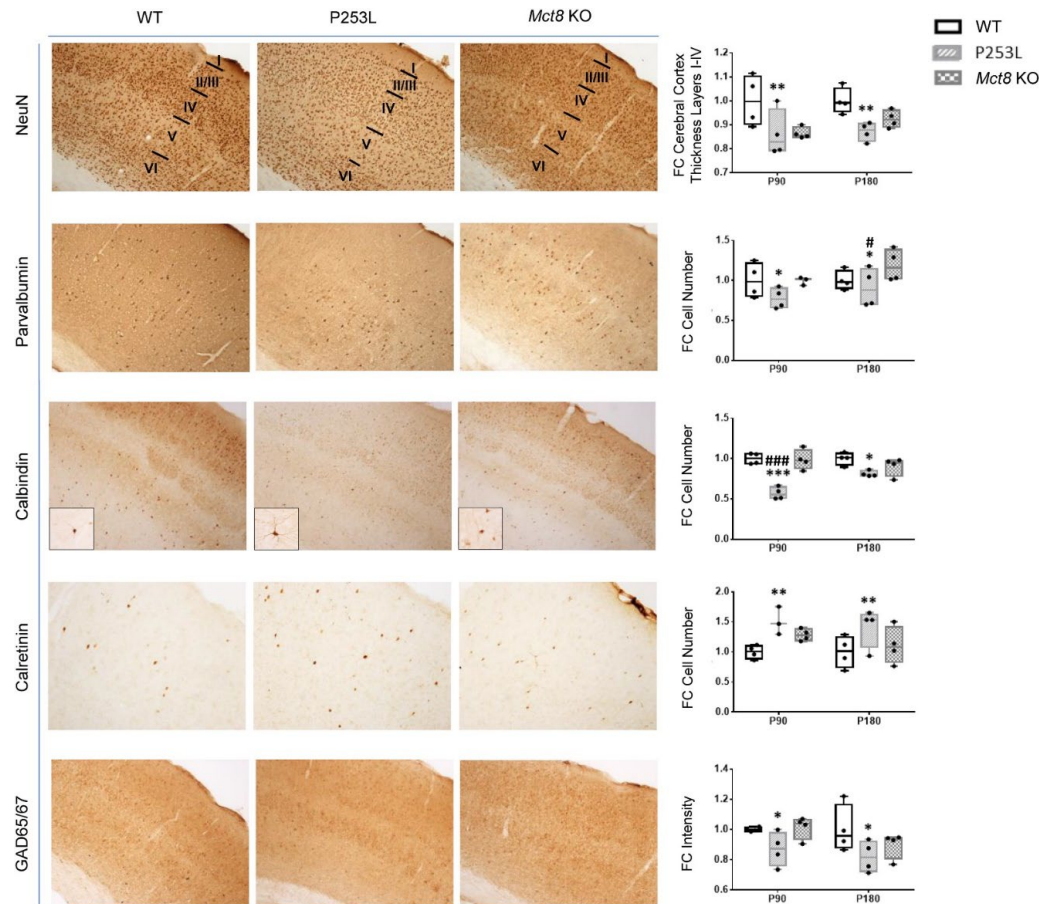 WT P253L Mct8 KO
WT
P253L
Mct8 KO
NeuN
I
II/III
IV
V
VI
I
II/III
IV
V
VI
I
II/III
IV
V
VI
FC Cerebral Cortex
Thickness Layers I-IV
1.2
1.1
1.0
0.9
0.8
0.7
** **
P90 P180
Parvalbumin
FC Cell Number
1.5
1.0
0.5
0.0
#
* *
P90 P180
Calbindin
FC Cell Number
1.5
1.0
0.5
0.0
###
*** *
P90 P180
Calretinin
FC Cell Number
2.0
1.5
1.0
0.5
0.0
** **
P90 P180
GAD65/67
FC Intensity
1.4
1.2
1.0
0.8
0.6
* *
P90 P180